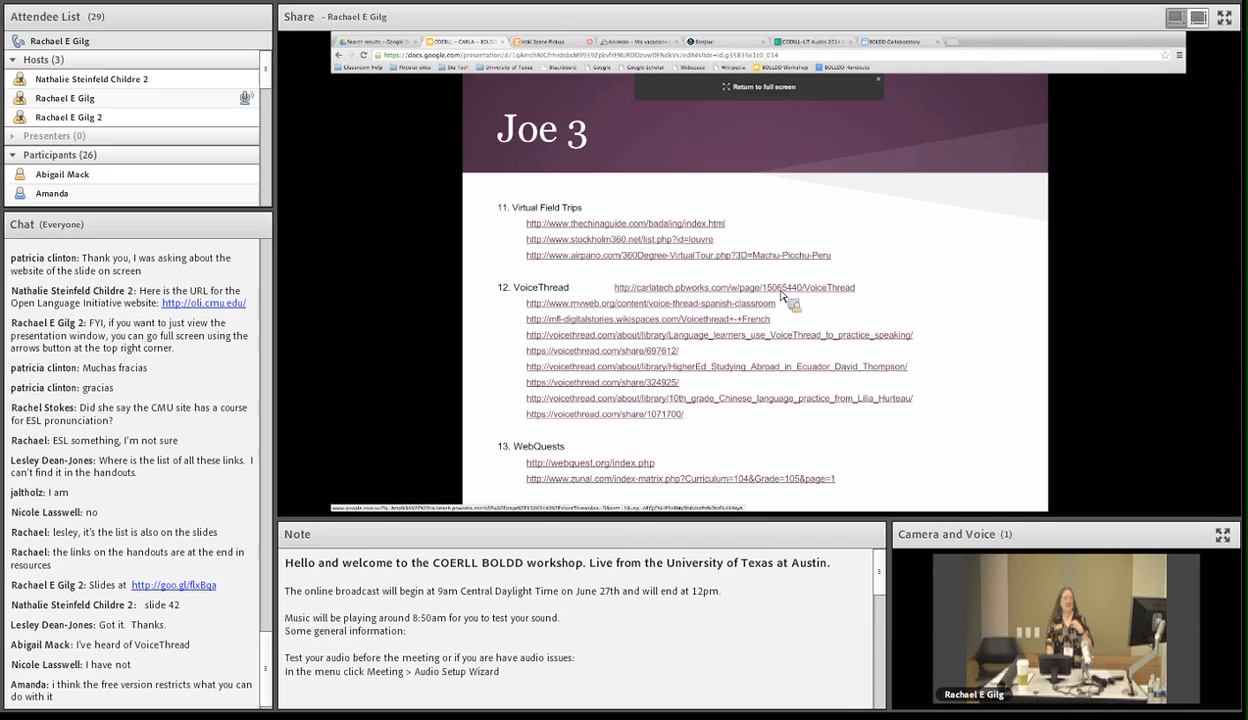 Attendee List (29)
Rachael E Gilg
Hosts (3)
Nathalie Steinfeld Childre 2
Rachael E Gilg
Rachael E Gilg 2
Presenters (0)
Participants (26)
Abigail Mack
Amanda
Chat (Everyone)
patricia clinton: Thank you, I was asking about the
website of the slide on screen
Nathalie Steinfeld Childre 2: Here is the URL for the
Open Language Initiative website: http://oli.cmu.edu/
Rachael E Gilg 2: FYI, if you want to just view the
presentation window, you can go full screen using the
arrows button at the top right corner.
patricia clinton: Muchas fracias
patricia clinton: gracias
Rachel Stokes: Did she say the CMU site has a course
for ESL pronunciation?
Rachael: ESL something, I'm not sure
Lesley Dean-Jones: Where is the list of all these links. I
can't find it in the handouts.
jaltholz: I am
Nicole Lasswell: no
Rachael: lesley, it's the list is also on the slides
Rachael: the links on the handouts are at the end in
resources
Rachael E Gilg 2: Slides at http://goo.gl/flxBqa
Nathalie Steinfeld Childre 2: slide 42
Lesley Dean-Jones: Got it. Thanks.
Abigail Mack: I've heard of VoiceThread
Nicole Lasswell: I have not
Amanda: i think the free version restricts what you can
do with it
Share - Rachael E Gilg
Return to full screen
Joe 3
11. Virtual Field Trips
http://www.thechinaguide.com/badaling/index.html
http://www.stockholm360.net/list.php?id=louvre
http://www.airpano.com/360Degree-VirtualTour.php?3D=Machu-Picchu-Peru
12. VoiceThread http://carlatech.pbworks.com/w/page/15065440/VoiceThread
http://www.mvweb.org/content/voice-thread-spanish-classroom
http://mfl-digitalstories.wikispaces.com/Voicethread+-+French
http://voicethread.com/about/library/Language_learners_use_VoiceThread_to_practice_speaking/
https://voicethread.com/share/697612/
http://voicethread.com/about/library/HigherEd_Studying_Abroad_in_Ecuador_David_Thompson/
https://voicethread.com/share/324925/
http://voicethread.com/about/library/10th_grade_Chinese_language_practice_from_Lilia_Hurteau/
https://voicethread.com/share/1071700/
13. WebQuests
http://webquest.org/index.php
http://www.zunal.com/index-matrix.php?Curriculum=104&Grade=105&page=1
Note
Hello and welcome to the COERLL BOLDD workshop. Live from the University of Texas at Austin.
The online broadcast will begin at 9am Central Daylight Time on June 27th and will end at 12pm.
Music will be playing around 8:50am for you to test your sound.
Some general information:
Test your audio before the meeting or if you are have audio issues:
In the menu click Meeting > Audio Setup Wizard
Camera and Voice (1)
Rachael E Gilg